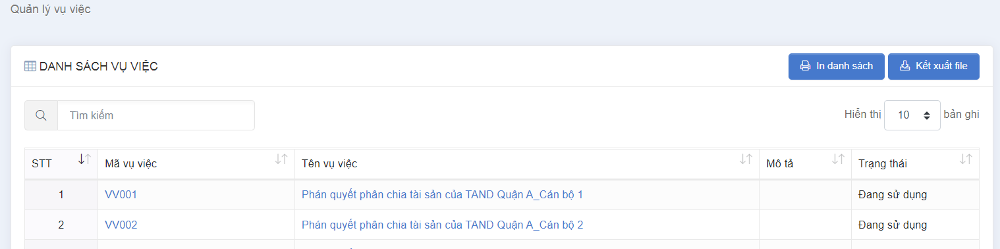 Quản lý vụ việc
DANH SÁCH VỤ VIỆC
In danh sách
Kết xuất file
Tìm kiếm
Hiển thị 10 bản ghi
STT Mã vụ việc Tên vụ việc Mô tả Trạng thái
1 VV001 Phán quyết phân chia tài sản của TAND Quận A_Cán bộ 1 Đang sử dụng
2 VV002 Phán quyết phân chia tài sản của TAND Quận A_Cán bộ 2 Đang sử dụng